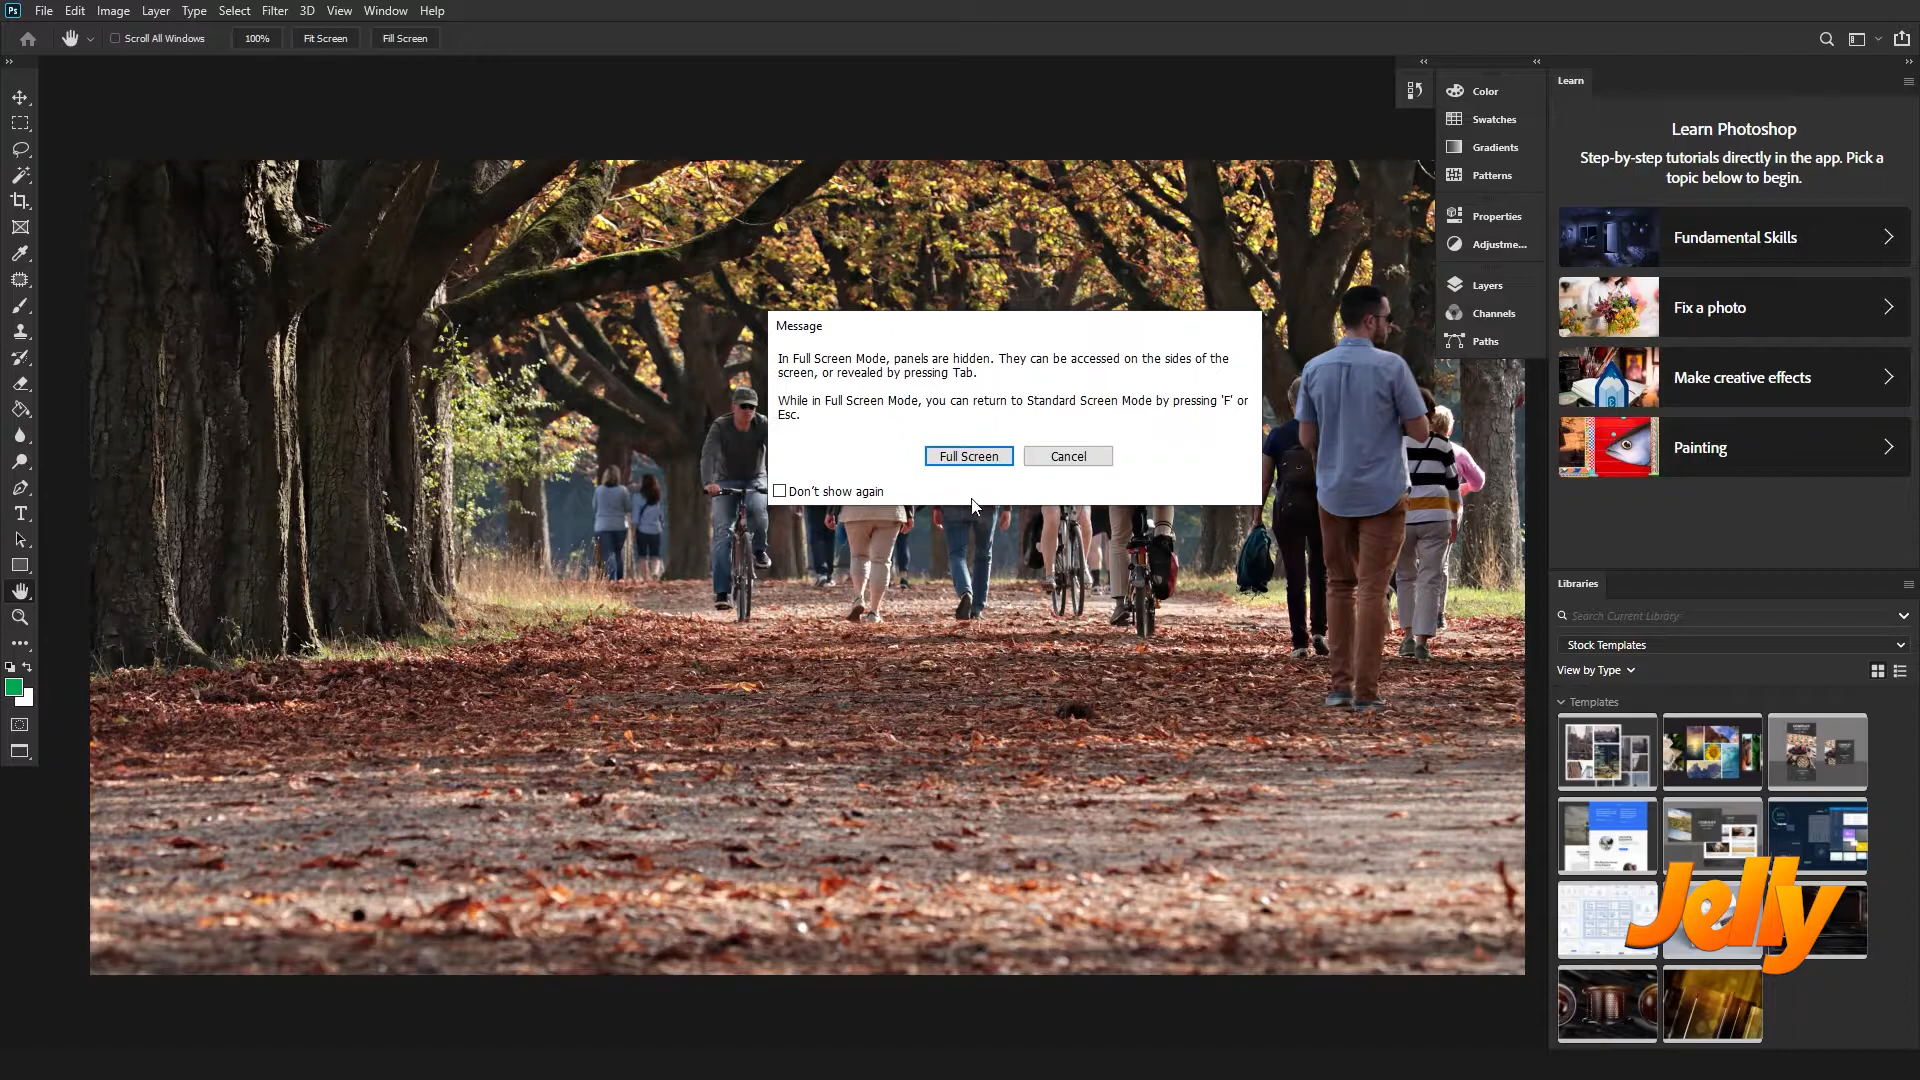 Ps File Edit Image Layer Type Select Filter 3D View Window Help
Scroll All Windows 100% Fit Screen Fill Screen
Color
Swatches
Gradients
Patterns
Properties
Adjustme...
Layers
Channels
Paths
Learn
Learn Photoshop
Step-by-step tutorials directly in the app. Pick a
topic below to begin.
Fundamental Skills
Fix a photo
Make creative effects
Painting
Message
In Full Screen Mode, panels are hidden. They can be accessed on the sides of the
screen, or revealed by pressing Tab.
While in Full Screen Mode, you can return to Standard Screen Mode by pressing 'F' or
Esc.
Full Screen Cancel
Don't show again
Libraries
Search Current Library
Stock Templates
View by Type
Templates
Jelly